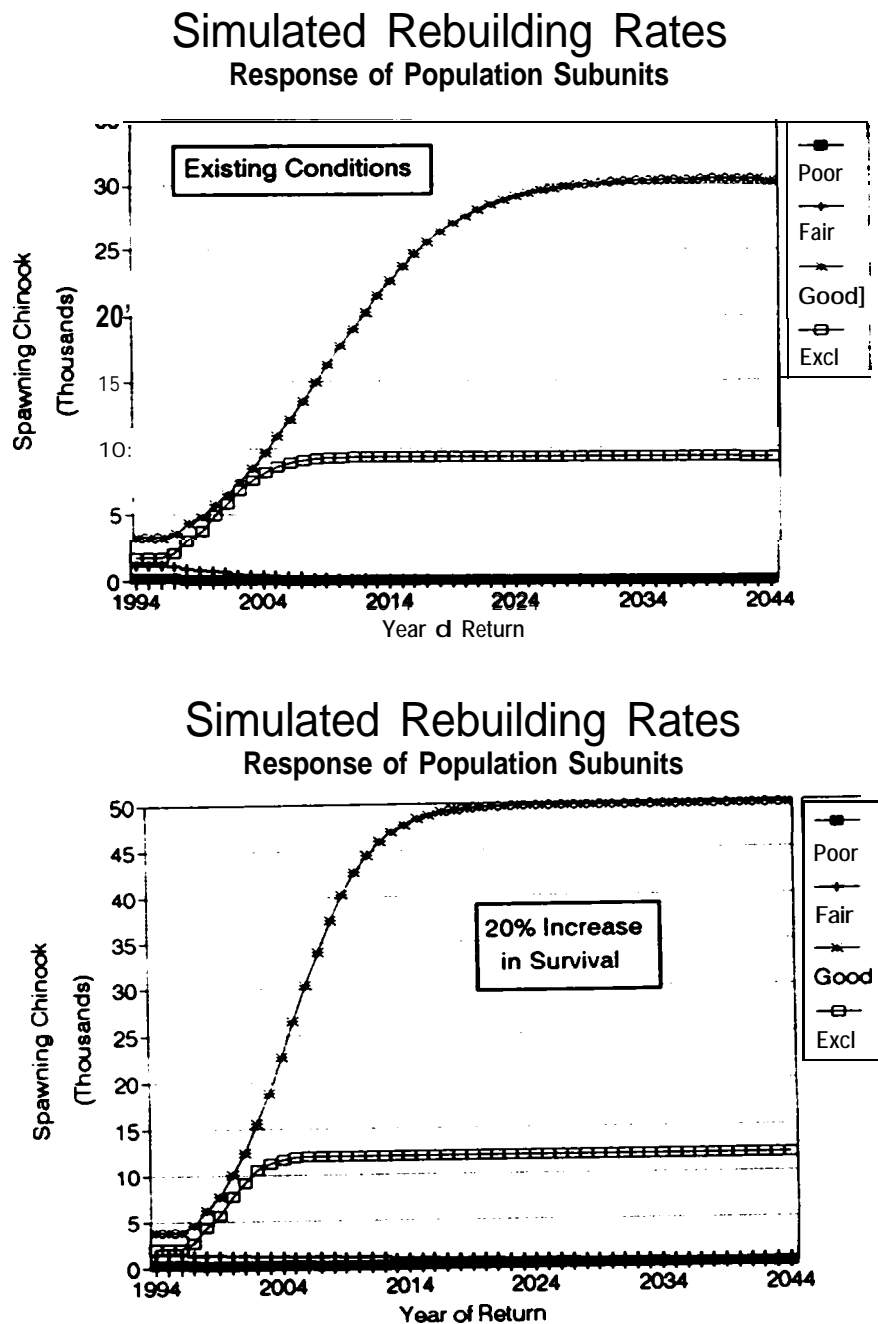 Simulated Rebuilding Rates
Response of Population Subunits
Existing Conditions
Spawning Chinook
(Thousands)
30
25
20'
15
10:
5
0
1994 2004 2014 2024 2034 2044
Year d Return
Poor
Fair
Good]
Excl
Simulated Rebuilding Rates
Response of Population Subunits
20% Increase
in Survival
Spawning Chinook
(Thousands)
50
45
40
35
30
25
20
15
10
5
0
1994 2004 2014 2024 2034 2044
Year of Return
Poor
Fair
Good
Excl